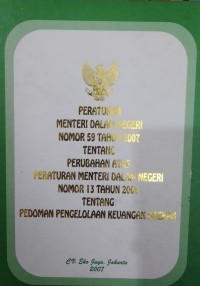 PERATURAN
MENTERI DALAM NEGERI
NOMOR 59 TAHUN 2007
TENTANG
PERUBAHAN ATAS
PERATURAN MENTERI DALAM NEGERI
NOMOR 13 TAHUN 2006
TENTANG
PEDOMAN PENGELOLAAN KEUANGAN DAERAH
CV. Eko Jaya, Jakarta
2007